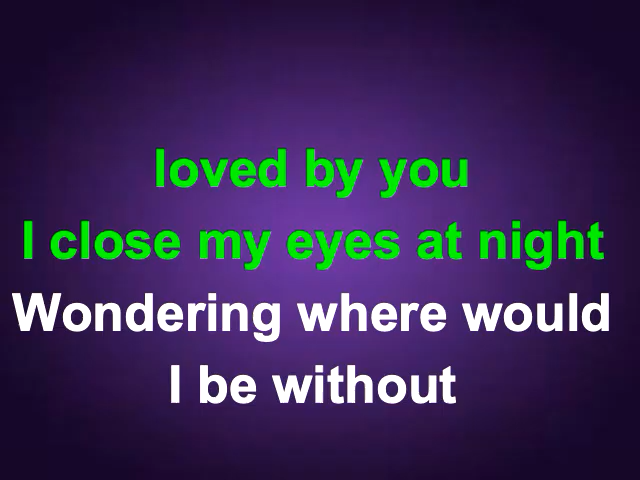 loved by you
I close my eyes at night
Wondering where would
I be without